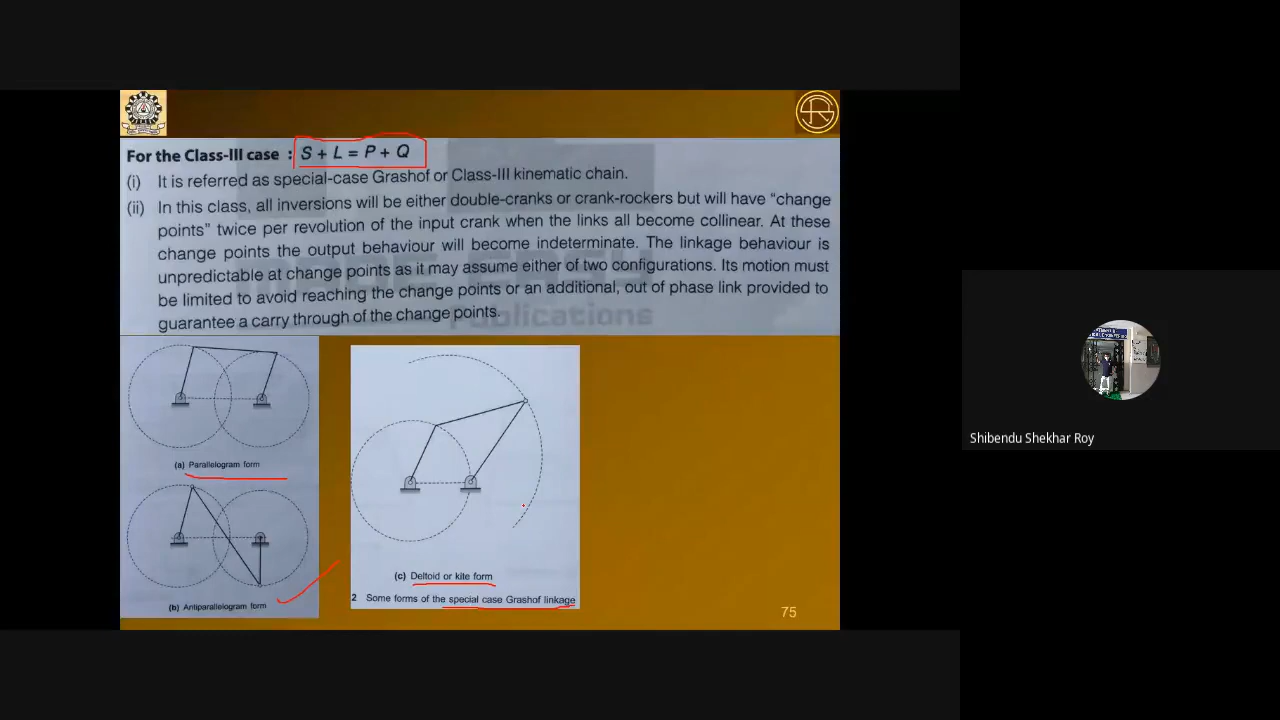 For the Class-III case : S + L = P + Q
(i) It is referred as special-case Grashof or Class-III kinematic chain.
(ii) In this class, all inversions will be either double-cranks or crank-rockers but will have “change
points” twice per revolution of the input crank when the links all become collinear. At these
change points the output behaviour will become indeterminate. The linkage behaviour is
unpredictable at change points as it may assume either of two configurations. Its motion must
be limited to avoid reaching the change points or an additional, out of phase link provided to
guarantee a carry through of the change points.
MADE EASY
Publications
(a) Parallelogram form
(b) Antiparallelogram form
(c) Deltoid or kite form
2 Some forms of the special case Grashof linkage
75
Shibendu Shekhar Roy